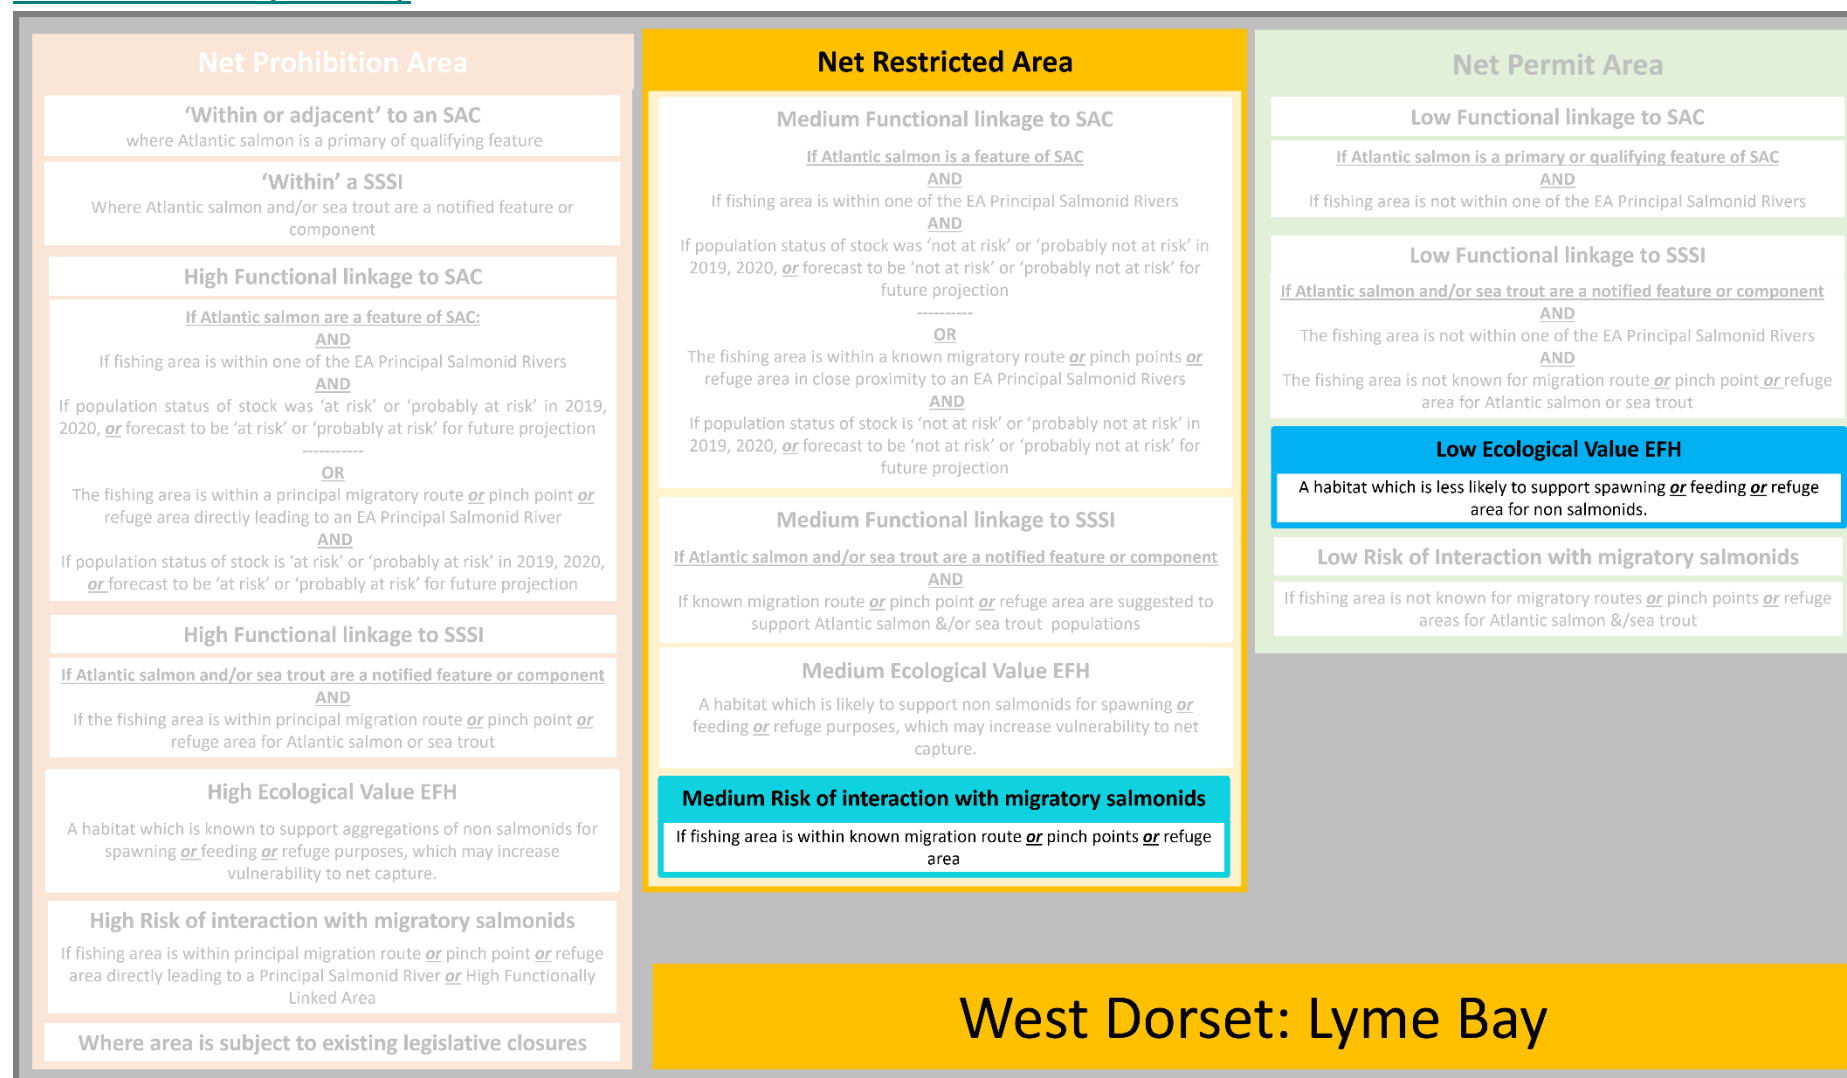 Net Prohibition Area
'Within or adjacent' to an SAC
where Atlantic salmon is a primary of qualifying feature
'Within' a SSSI
Where Atlantic salmon and/or sea trout are a notified feature or
component
High Functional linkage to SAC
If Atlantic salmon are a feature of SAC:
AND
If fishing area is within one of the EA Principal Salmonid Rivers
AND
If population status of stock was 'at risk' or 'probably at risk' in 2019,
2020, or forecast to be 'at risk' or 'probably at risk' for future projection
-----------
OR
The fishing area is within a principal migratory route or pinch point or
refuge area directly leading to an EA Principal Salmonid River
AND
If population status of stock is 'at risk' or 'probably at risk' in 2019, 2020,
or forecast to be 'at risk' or 'probably at risk' for future projection
High Functional linkage to SSSI
If Atlantic salmon and/or sea trout are a notified feature or component
AND
If the fishing area is within principal migration route or pinch point or
refuge area for Atlantic salmon or sea trout
High Ecological Value EFH
A habitat which is known to support aggregations of non salmonids for
spawning or feeding or refuge purposes, which may increase
vulnerability to net capture.
High Risk of interaction with migratory salmonids
If fishing area is within principal migration route or pinch point or refuge
area directly leading to a Principal Salmonid River or High Functionally
Linked Area
Where area is subject to existing legislative closures
Net Restricted Area
Medium Functional linkage to SAC
If Atlantic salmon is a feature of SAC
AND
If fishing area is within one of the EA Principal Salmonid Rivers
AND
If population status of stock was 'not at risk' or 'probably not at risk' in
2019, 2020, or forecast to be 'not at risk' or 'probably not at risk' for
future projection
----------
OR
The fishing area is within a known migratory route or pinch points or
refuge area in close proximity to an EA Principal Salmonid Rivers
AND
If population status of stock is 'not at risk' or 'probably not at risk' in
2019, 2020, or forecast to be 'not at risk' or 'probably not at risk' for
future projection
Medium Functional linkage to SSSI
If Atlantic salmon and/or sea trout are a notified feature or component
AND
If known migration route or pinch point or refuge area are suggested to
support Atlantic salmon &/or sea trout populations
Medium Ecological Value EFH
A habitat which is likely to support non salmonids for spawning or
feeding or refuge purposes, which may increase vulnerability to net
capture.
Medium Risk of interaction with migratory salmonids
If fishing area is within known migration route or pinch points or refuge
area
Net Permit Area
Low Functional linkage to SAC
If Atlantic salmon is a primary or qualifying feature of SAC
AND
If fishing area is not within one of the EA Principal Salmonid Rivers
Low Functional linkage to SSSI
If Atlantic salmon and/or sea trout are a notified feature or component
AND
The fishing area is not within one of the EA Principal Salmonid Rivers
AND
The fishing area is not known for migration route or pinch point or refuge
area for Atlantic salmon or sea trout
Low Ecological Value EFH
A habitat which is less likely to support spawning or feeding or refuge
area for non salmonids.
Low Risk of Interaction with migratory salmonids
If fishing area is not known for migratory routes or pinch points or refuge
areas for Atlantic salmon &/sea trout
West Dorset: Lyme Bay